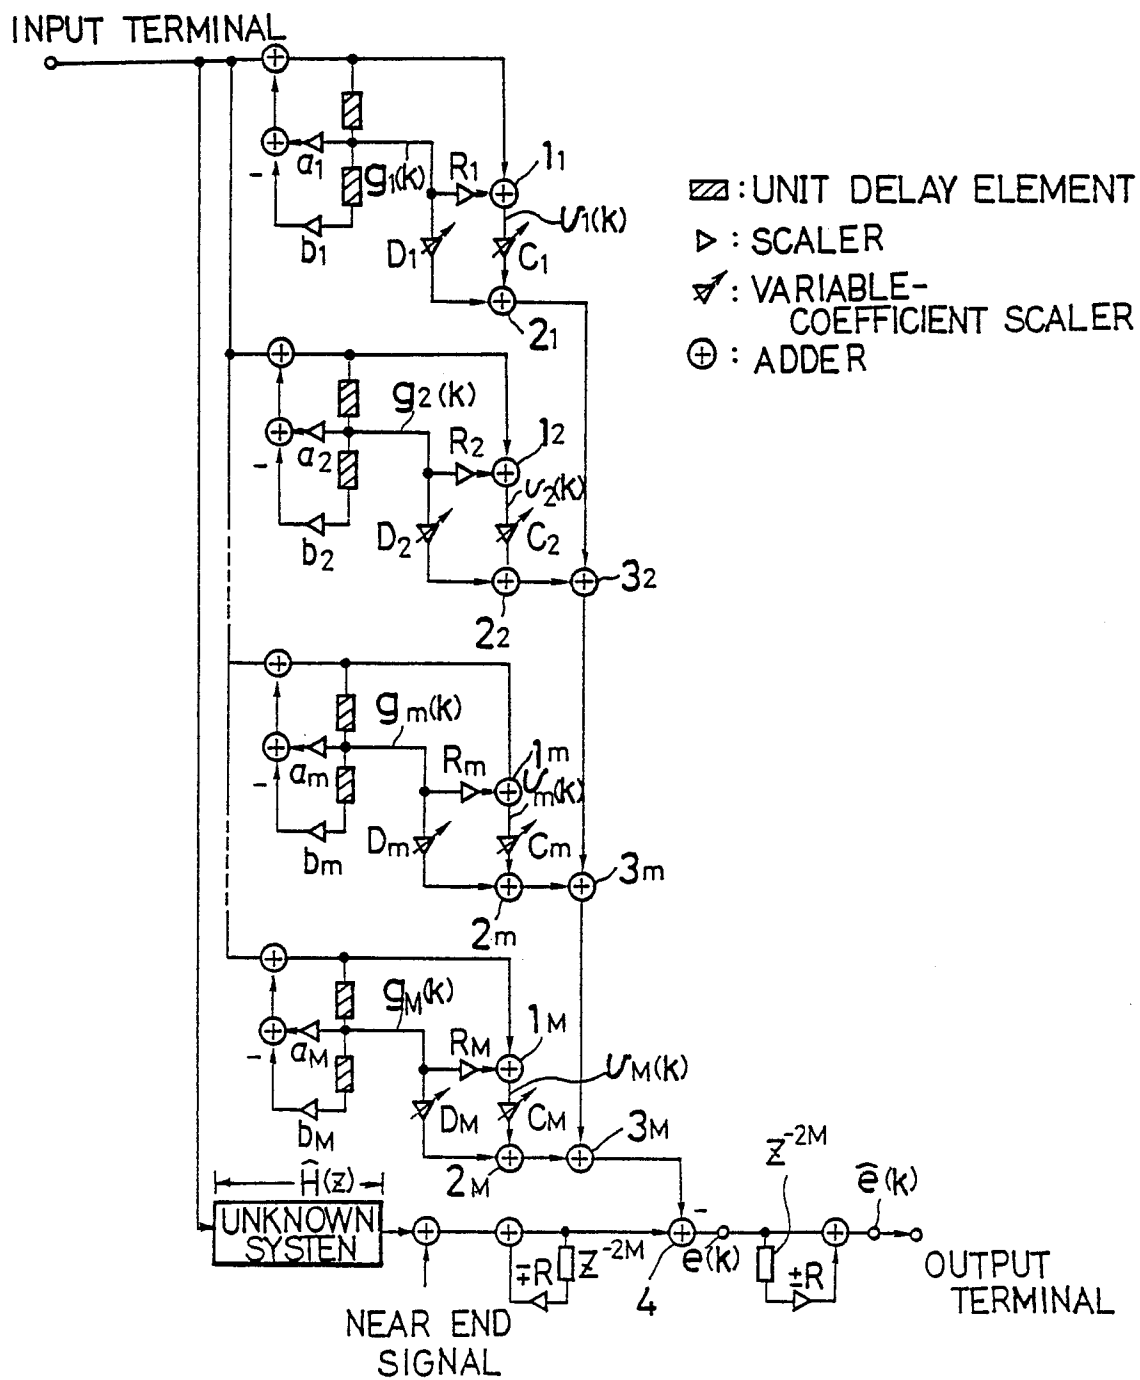 INPUT TERMINAL
a1
-
b1
g1(k)
R1
11
υ1(k)
D1
C1
21
: UNIT DELAY ELEMENT
: SCALER
: VARIABLE-
COEFFICIENT SCALER
: ADDER
a2
-
b2
g2(k)
R2
12
υ2(k)
D2
C2
22
32
am
-
bm
gm(k)
Rm
1m
υm(k)
Dm
Cm
2m
3m
aM
-
bM
gM(k)
RM
1M
υM(k)
DM
CM
2M
3M
Ĥ(z)
UNKNOWN
SYSTEN
NEAR END
SIGNAL
∓R
z-2M
-
4
e(k)
z-2M
±R
ê(k)
OUTPUT
TERMINAL